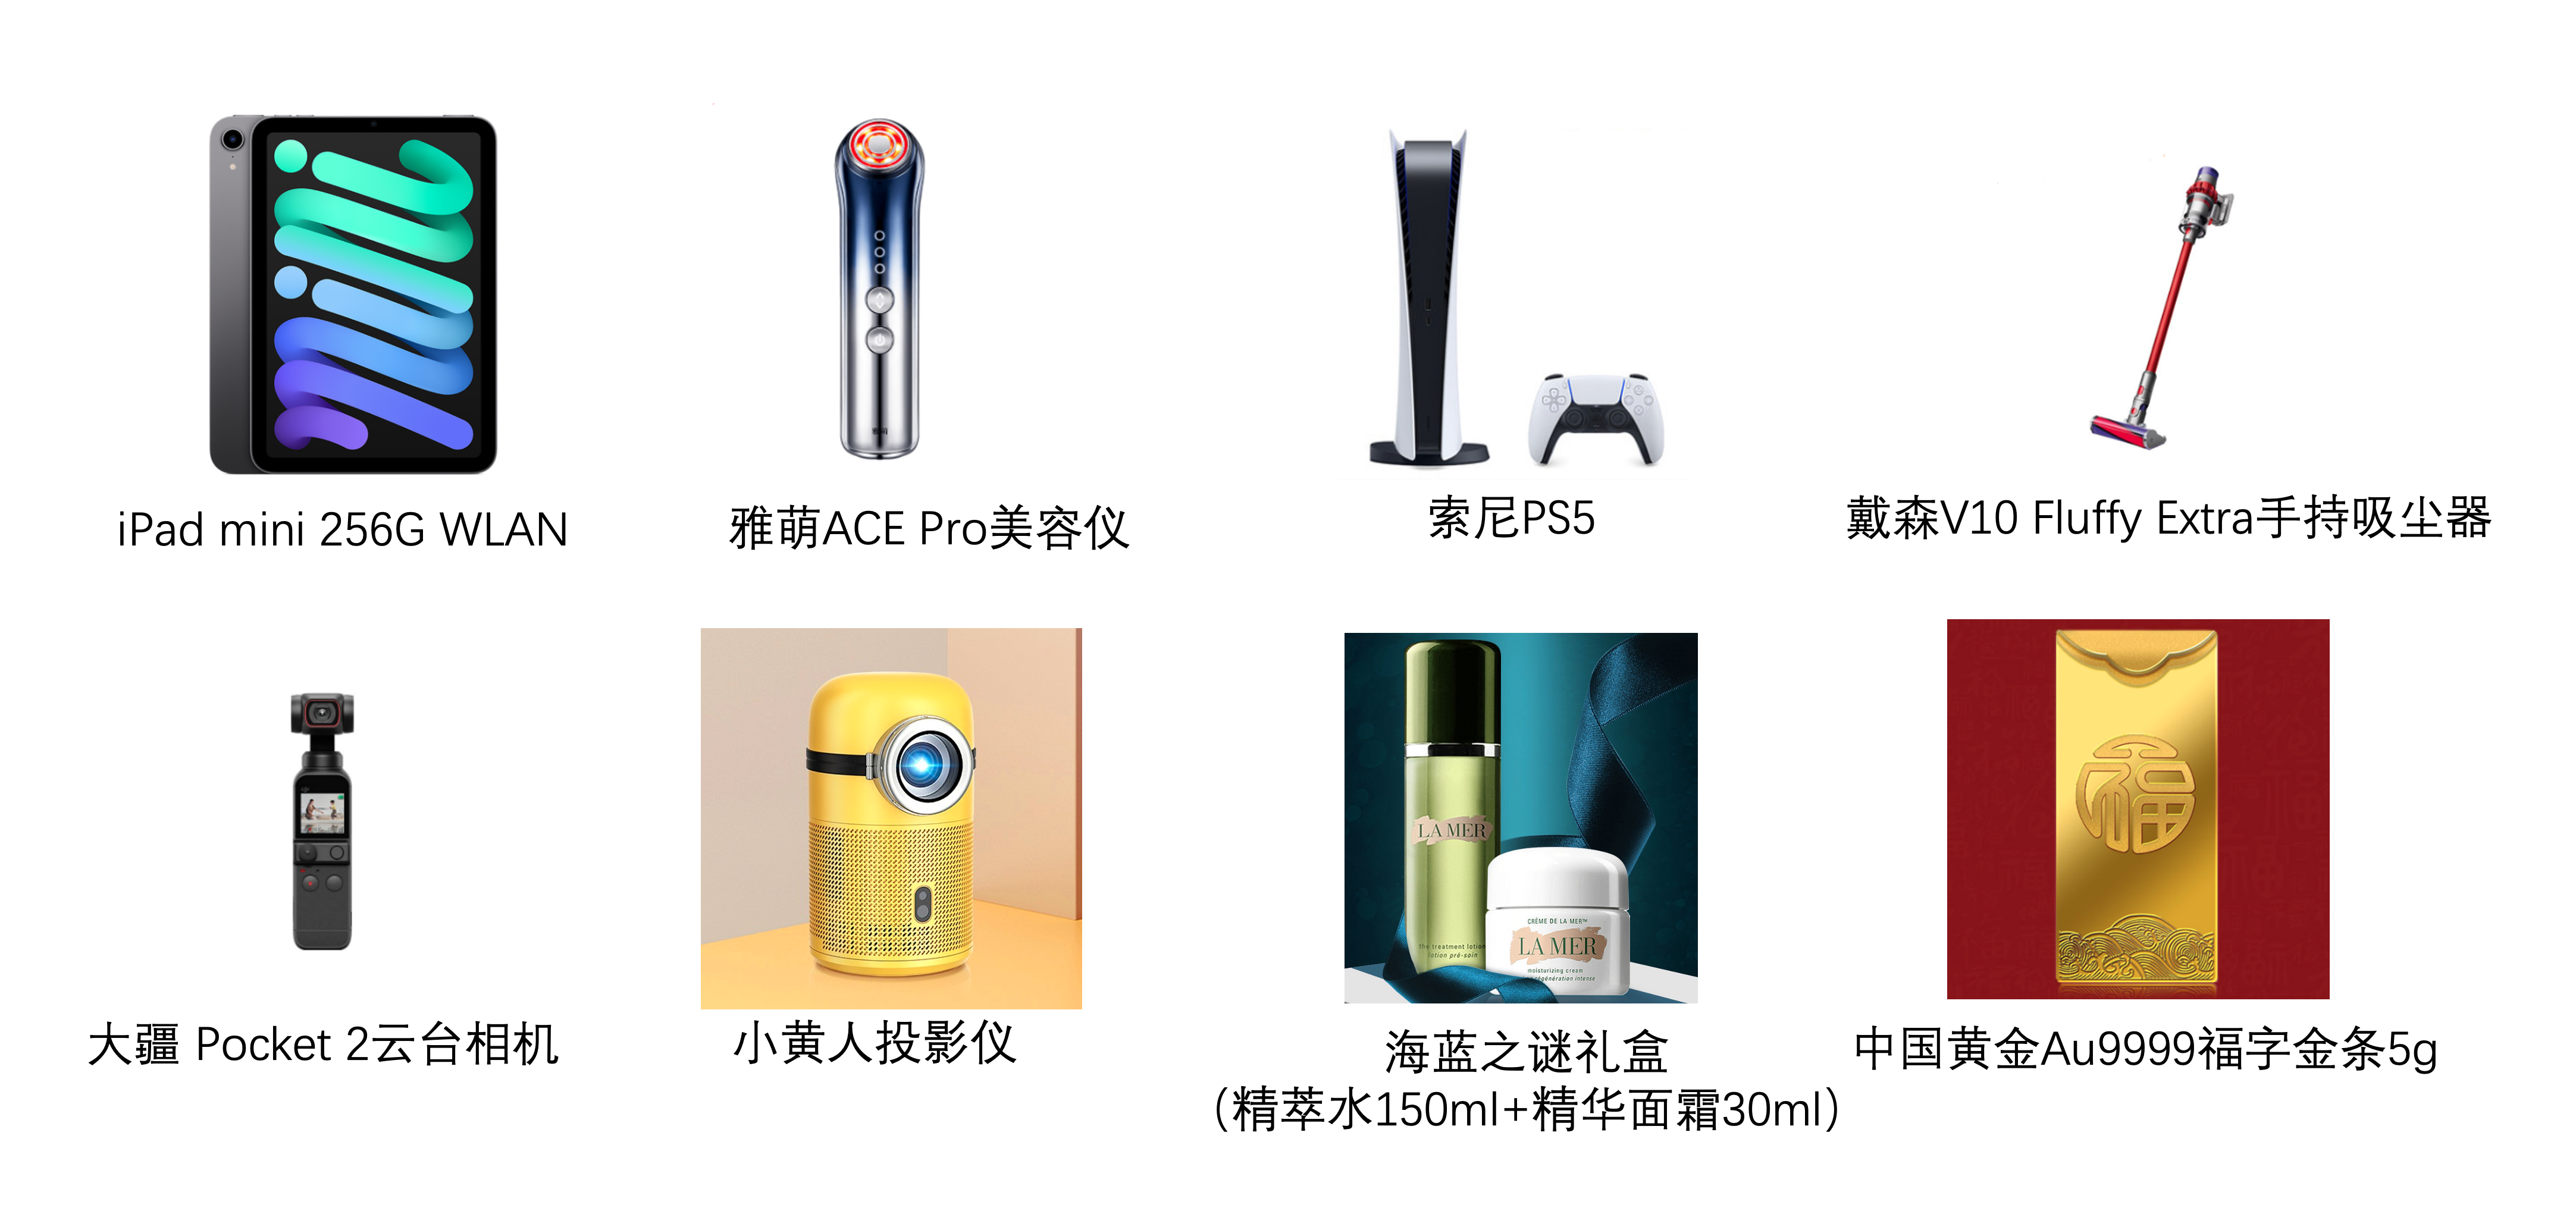 iPad mini 256G WLAN
雅萌ACE Pro美容仪
索尼PS5
戴森V10 Fluffy Extra手持吸尘器
福
LA MER
the treatment lotion
lotion pré-soin
CRÈME DE LA MER™
LA MER
moisturizing cream
régénération intense
大疆 Pocket 2云台相机
小黄人投影仪
海蓝之谜礼盒
（精萃水150ml+精华面霜30ml）
中国黄金Au9999福字金条5g